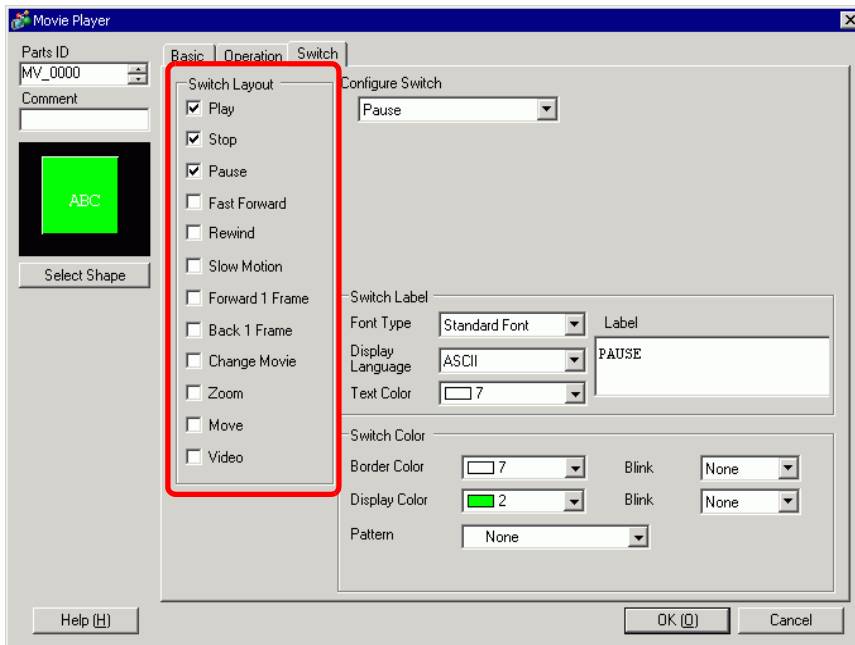 Movie Player
Parts ID
MV_0000
Comment
ABC
Select Shape
Basic Operation Switch
Switch Layout
Play
Stop
Pause
Fast Forward
Rewind
Slow Motion
Forward 1 Frame
Back 1 Frame
Change Movie
Zoom
Move
Video
Configure Switch
Pause
Switch Label
Font Type Standard Font
Display Language ASCII
Text Color 7
Label
PAUSE
Switch Color
Border Color 7 Blink None
Display Color 2 Blink None
Pattern None
Help (H) OK (O) Cancel